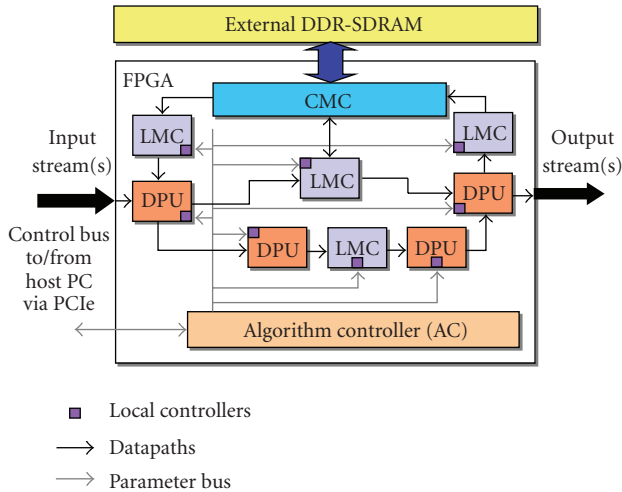 External DDR-SDRAM
FPGA
CMC
Input
stream(s)
LMC
LMC
Output
stream(s)
LMC
DPU
DPU
Control bus
to/from
host PC
via PCIe
DPU
LMC
DPU
Algorithm controller (AC)
Local controllers
Datapaths
Parameter bus